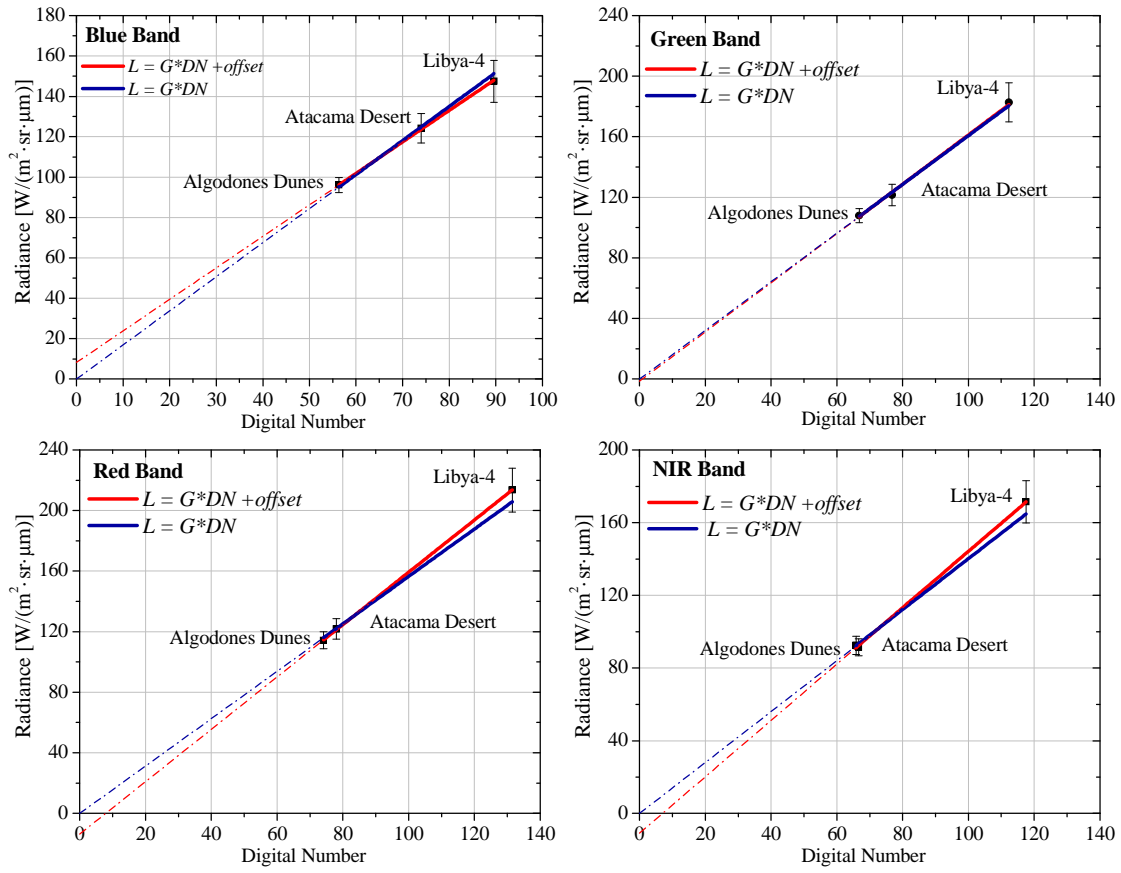 Blue Band
L = G*DN +offset
L = G*DN
Libya-4
Atacama Desert
Algodones Dunes
Radiance [W/(m²·sr·μm)]
180
160
140
120
100
80
60
40
20
0
0 10 20 30 40 50 60 70 80 90 100
Digital Number
Green Band
L = G*DN +offset
L = G*DN
Libya-4
Atacama Desert
Algodones Dunes
Radiance [W/(m²·sr·μm)]
240
200
160
120
80
40
0
0 20 40 60 80 100 120 140
Digital Number
Red Band
L = G*DN +offset
L = G*DN
Libya-4
Atacama Desert
Algodones Dunes
Radiance [W/(m²·sr·μm)]
240
200
160
120
80
40
0
0 20 40 60 80 100 120 140
Digital Number
NIR Band
L = G*DN +offset
L = G*DN
Libya-4
Algodones Dunes
Atacama Desert
Radiance [W/(m²·sr·μm)]
200
160
120
80
40
0
0 20 40 60 80 100 120 140
Digital Number